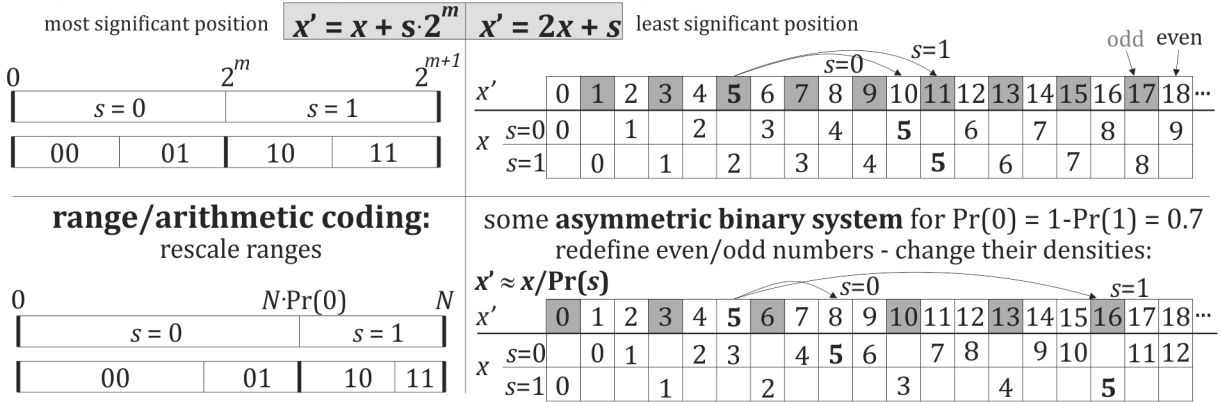 most significant position x' = x + s·2^m
0 2^m 2^{m+1}
s = 0 s = 1
00 01 10 11
x' = 2x + s least significant position
odd even
s=0 s=1
x' 0 1 2 3 4 5 6 7 8 9 10 11 12 13 14 15 16 17 18 ···
x s=0 0 1 2 3 4 5 6 7 8 9
s=1 0 1 2 3 4 5 6 7 8
range/arithmetic coding:
rescale ranges
0 N·Pr(0) N
s = 0 s = 1
00 01 10 11
some asymmetric binary system for Pr(0) = 1-Pr(1) = 0.7
redefine even/odd numbers - change their densities:
x' ≈ x/Pr(s)
s=0 s=1
x' 0 1 2 3 4 5 6 7 8 9 10 11 12 13 14 15 16 17 18 ···
x s=0 0 1 2 3 4 5 6 7 8 9 10 11 12
s=1 0 1 2 3 4 5